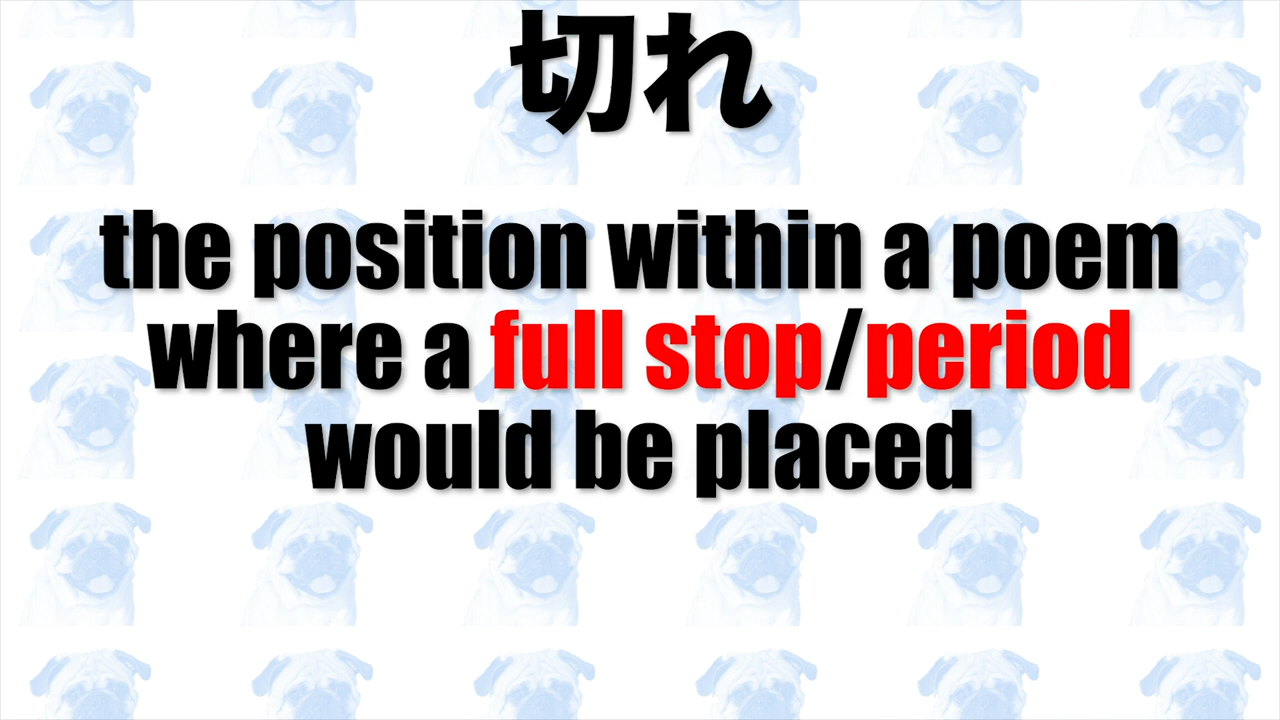 切れ
the position within a poem
where a full stop/period
would be placed